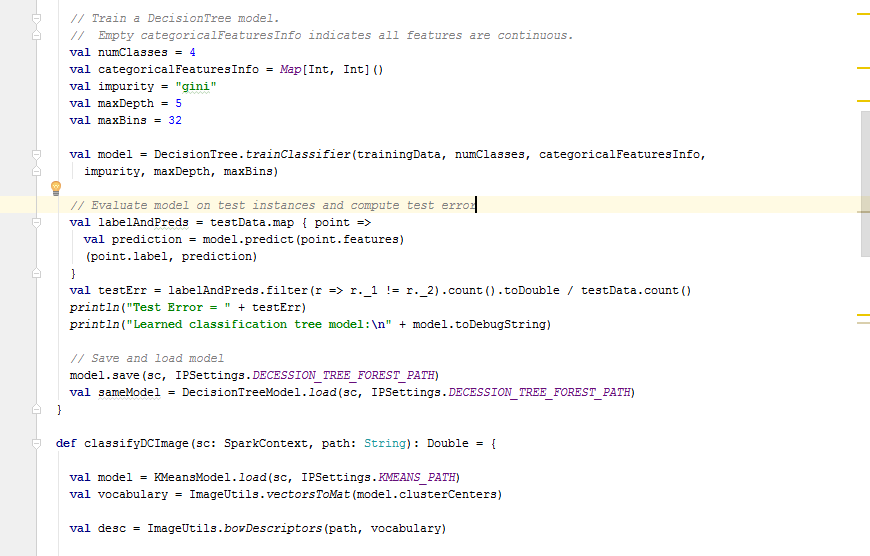 // Train a DecisionTree model.
//  Empty categoricalFeaturesInfo indicates all features are continuous.
val numClasses = 4
val categoricalFeaturesInfo = Map[Int, Int]()
val impurity = "gini"
val maxDepth = 5
val maxBins = 32
val model = DecisionTree.trainClassifier(trainingData, numClasses, categoricalFeaturesInfo,
impurity, maxDepth, maxBins)
// Evaluate model on test instances and compute test error
val labelAndPreds = testData.map { point =>
val prediction = model.predict(point.features)
(point.label, prediction)
}
val testErr = labelAndPreds.filter(r => r._1 != r._2).count().toDouble / testData.count()
println("Test Error = " + testErr)
println("Learned classification tree model:\n" + model.toDebugString)
// Save and load model
model.save(sc, IPSettings.DECESSION_TREE_FOREST_PATH)
val sameModel = DecisionTreeModel.load(sc, IPSettings.DECESSION_TREE_FOREST_PATH)
}
def classifyDCImage(sc: SparkContext, path: String): Double = {
val model = KMeansModel.load(sc, IPSettings.KMEANS_PATH)
val vocabulary = ImageUtils.vectorsToMat(model.clusterCenters)
val desc = ImageUtils.bowDescriptors(path, vocabulary)